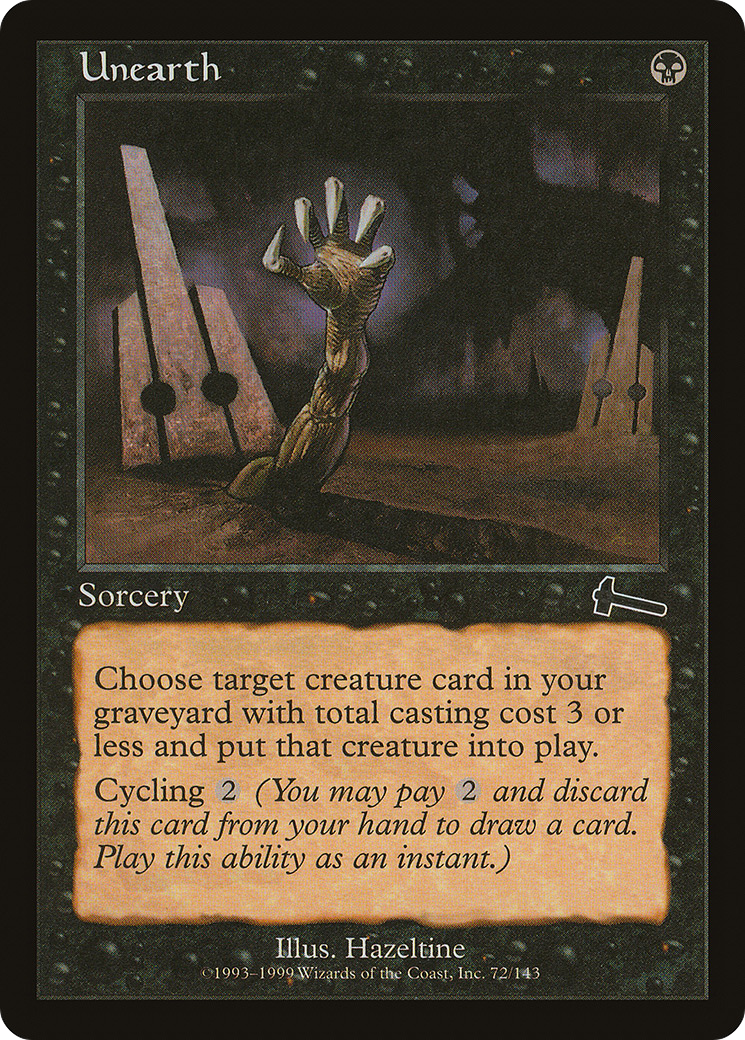 Unearth
Sorcery
Choose target creature card in your
graveyard with total casting cost 3 or
less and put that creature into play.
Cycling 2 (You may pay 2 and discard
this card from your hand to draw a card.
Play this ability as an instant.)
Illus. Hazeltine
©1993–1999 Wizards of the Coast, Inc. 72/143